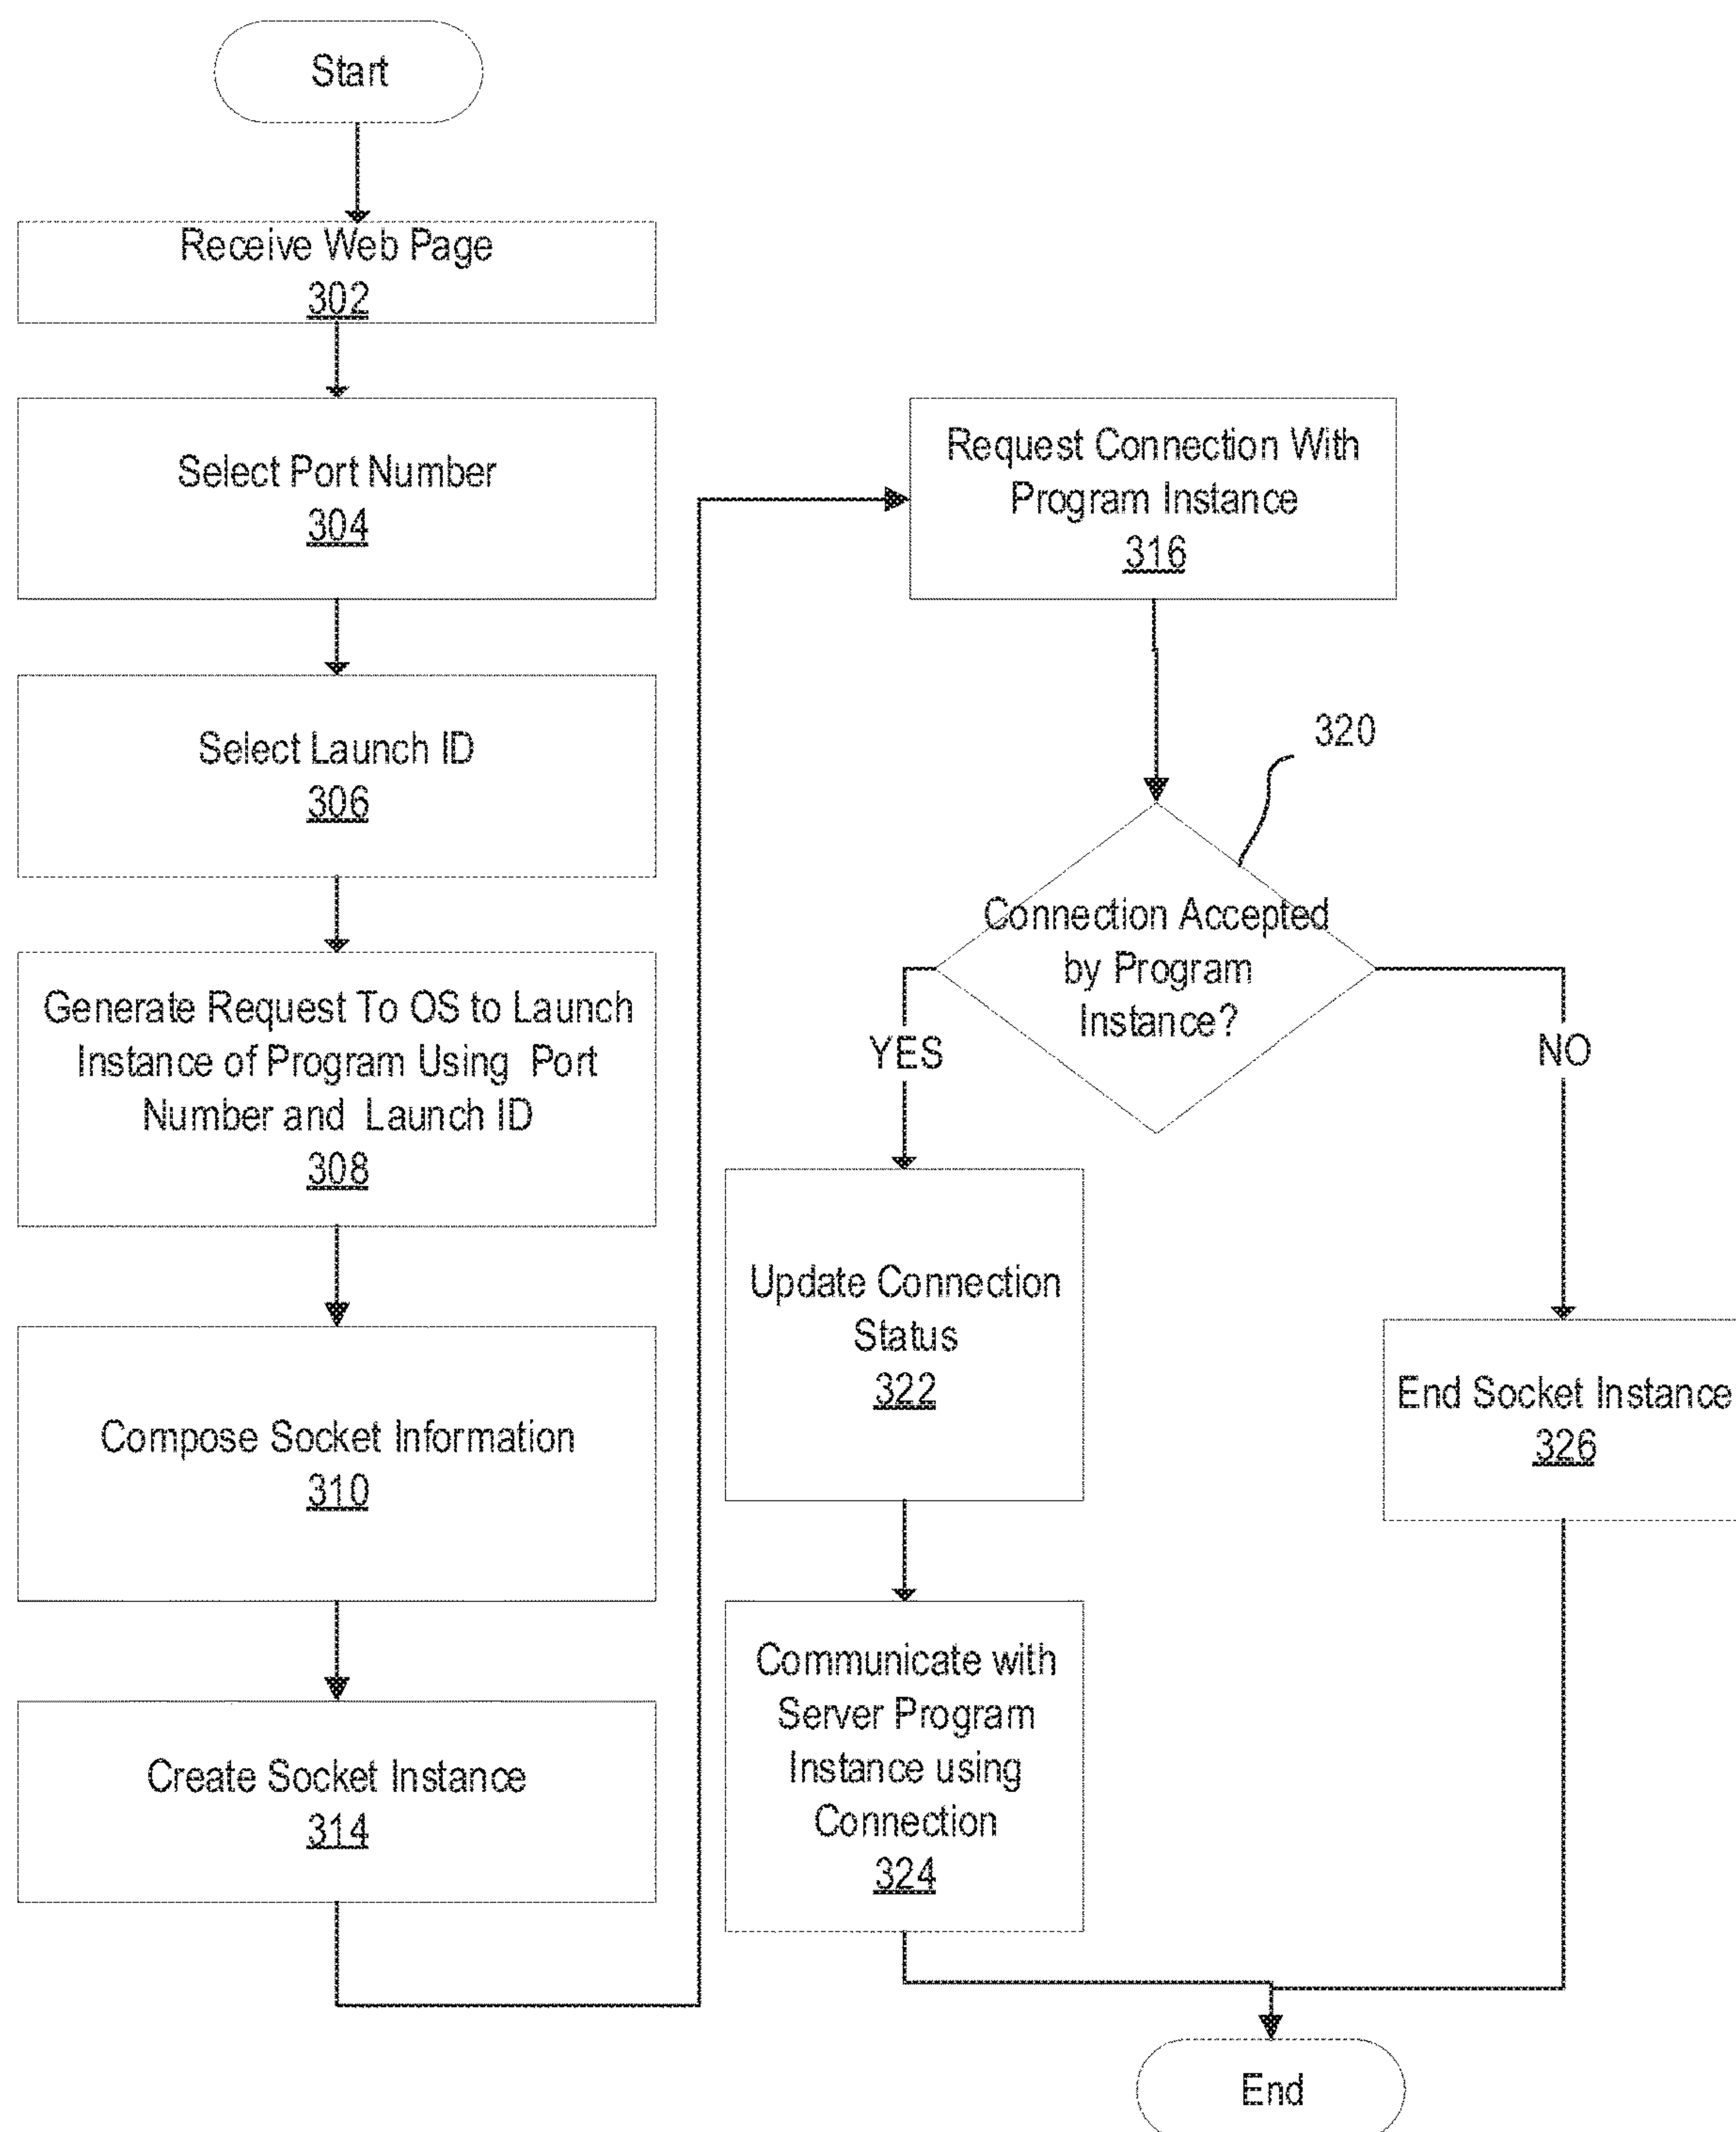 Start
Receive Web Page
302
Select Port Number
304
Select Launch ID
306
Generate Request To OS to Launch
Instance of Program Using Port
Number and Launch ID
308
Compose Socket Information
310
Create Socket Instance
314
Request Connection With
Program Instance
316
320
Connection Accepted
by Program
Instance?
YES
NO
Update Connection
Status
322
Communicate with
Server Program
Instance using
Connection
324
End Socket Instance
326
End